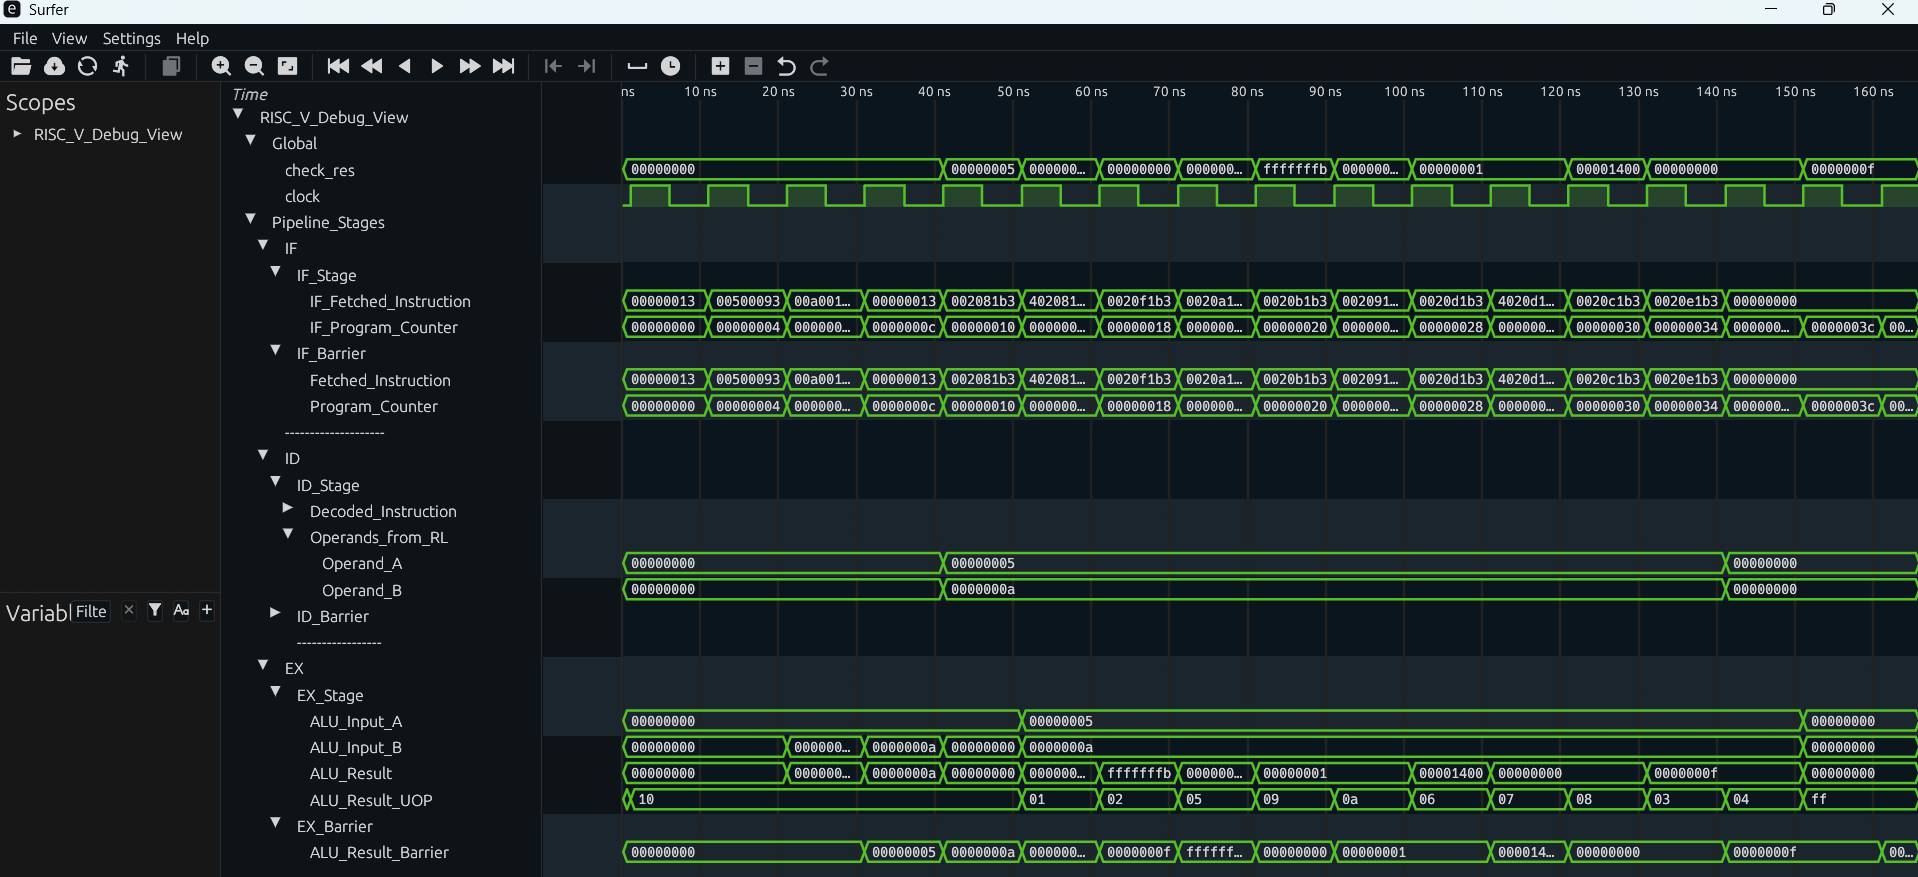 e Surfer
File View Settings Help
Scopes
RISC_V_Debug_View
Variabl Filte Aa +
Time
ns 10 ns 20 ns 30 ns 40 ns 50 ns 60 ns 70 ns 80 ns 90 ns 100 ns 110 ns 120 ns 130 ns 140 ns 150 ns 160 ns
RISC_V_Debug_View
Global
check_res 00000000 00000005 000000... 00000000 000000... fffffffb 000000... 00000001 00001400 00000000 0000000f
clock
Pipeline_Stages
IF
IF_Stage
IF_Fetched_Instruction 00000013 00500093 00a001... 00000013 002081b3 402081... 0020f1b3 0020a1... 0020b1b3 002091... 0020d1b3 4020d1... 0020c1b3 0020e1b3 00000000
IF_Program_Counter 00000000 00000004 000000... 0000000c 00000010 000000... 00000018 000000... 00000020 000000... 00000028 000000... 00000030 00000034 000000... 0000003c 00...
IF_Barrier
Fetched_Instruction 00000013 00500093 00a001... 00000013 002081b3 402081... 0020f1b3 0020a1... 0020b1b3 002091... 0020d1b3 4020d1... 0020c1b3 0020e1b3 00000000
Program_Counter 00000000 00000004 000000... 0000000c 00000010 000000... 00000018 000000... 00000020 000000... 00000028 000000... 00000030 00000034 000000... 0000003c 00...
--------------------
ID
ID_Stage
Decoded_Instruction
Operands_from_RL
Operand_A 00000000 00000005 00000000
Operand_B 00000000 0000000a 00000000
ID_Barrier
-----------------
EX
EX_Stage
ALU_Input_A 00000000 00000005 00000000
ALU_Input_B 00000000 000000... 0000000a 00000000 0000000a 00000000
ALU_Result 00000000 000000... 0000000a 00000000 000000... fffffffb 000000... 00000001 00001400 00000000 0000000f 00000000
ALU_Result_UOP 10 01 02 05 09 0a 06 07 08 03 04 ff
EX_Barrier
ALU_Result_Barrier 00000000 00000005 0000000a 000000... 0000000f ffffff... 00000000 00000001 000014... 00000000 0000000f 00...